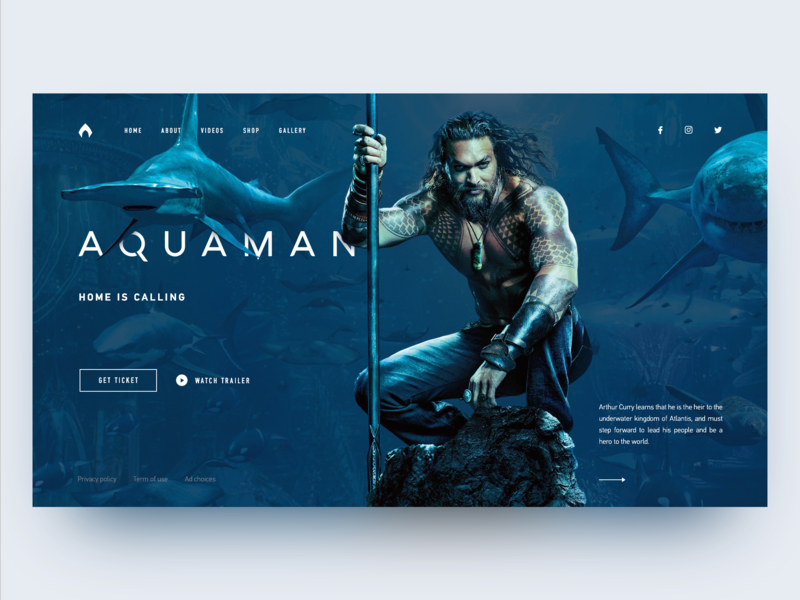 HOME ABOUT VIDEOS SHOP GALLERY
AQUAMAN
HOME IS CALLING
GET TICKET WATCH TRAILER
Arthur Curry learns that he is the heir to the
underwater kingdom of Atlantis, and must
step forward to lead his people and be a
hero to the world.
Privacy policy Term of use Ad choices